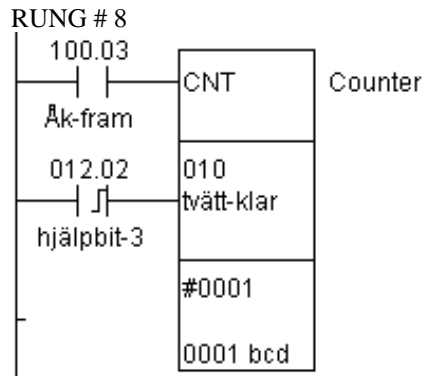 RUNG # 8
100.03
CNT
Counter
Åk-fram
012.02
010
tvätt-klar
hjälpbit-3
#0001
0001 bcd